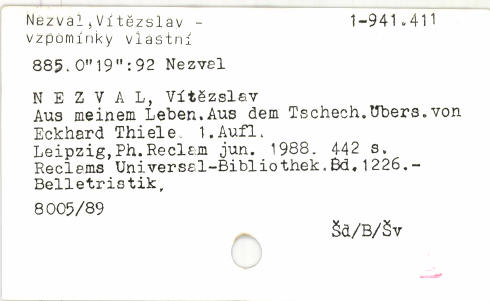 Nezval,Vítězslav -
vzpomínky vlastní
1-941.411
885.0"19":92 Nezval
N E Z V A L, Vítězslav
Aus meinem Leben.Aus dem Tschech.Übers.von
Eckhard Thiele. 1.Aufl.
Leipzig,Ph.Reclam jun. 1988. 442 s.
Reclams Universal-Bibliothek.Bd.1226.-
Belletristik.
8005/89
Šd/B/Šv